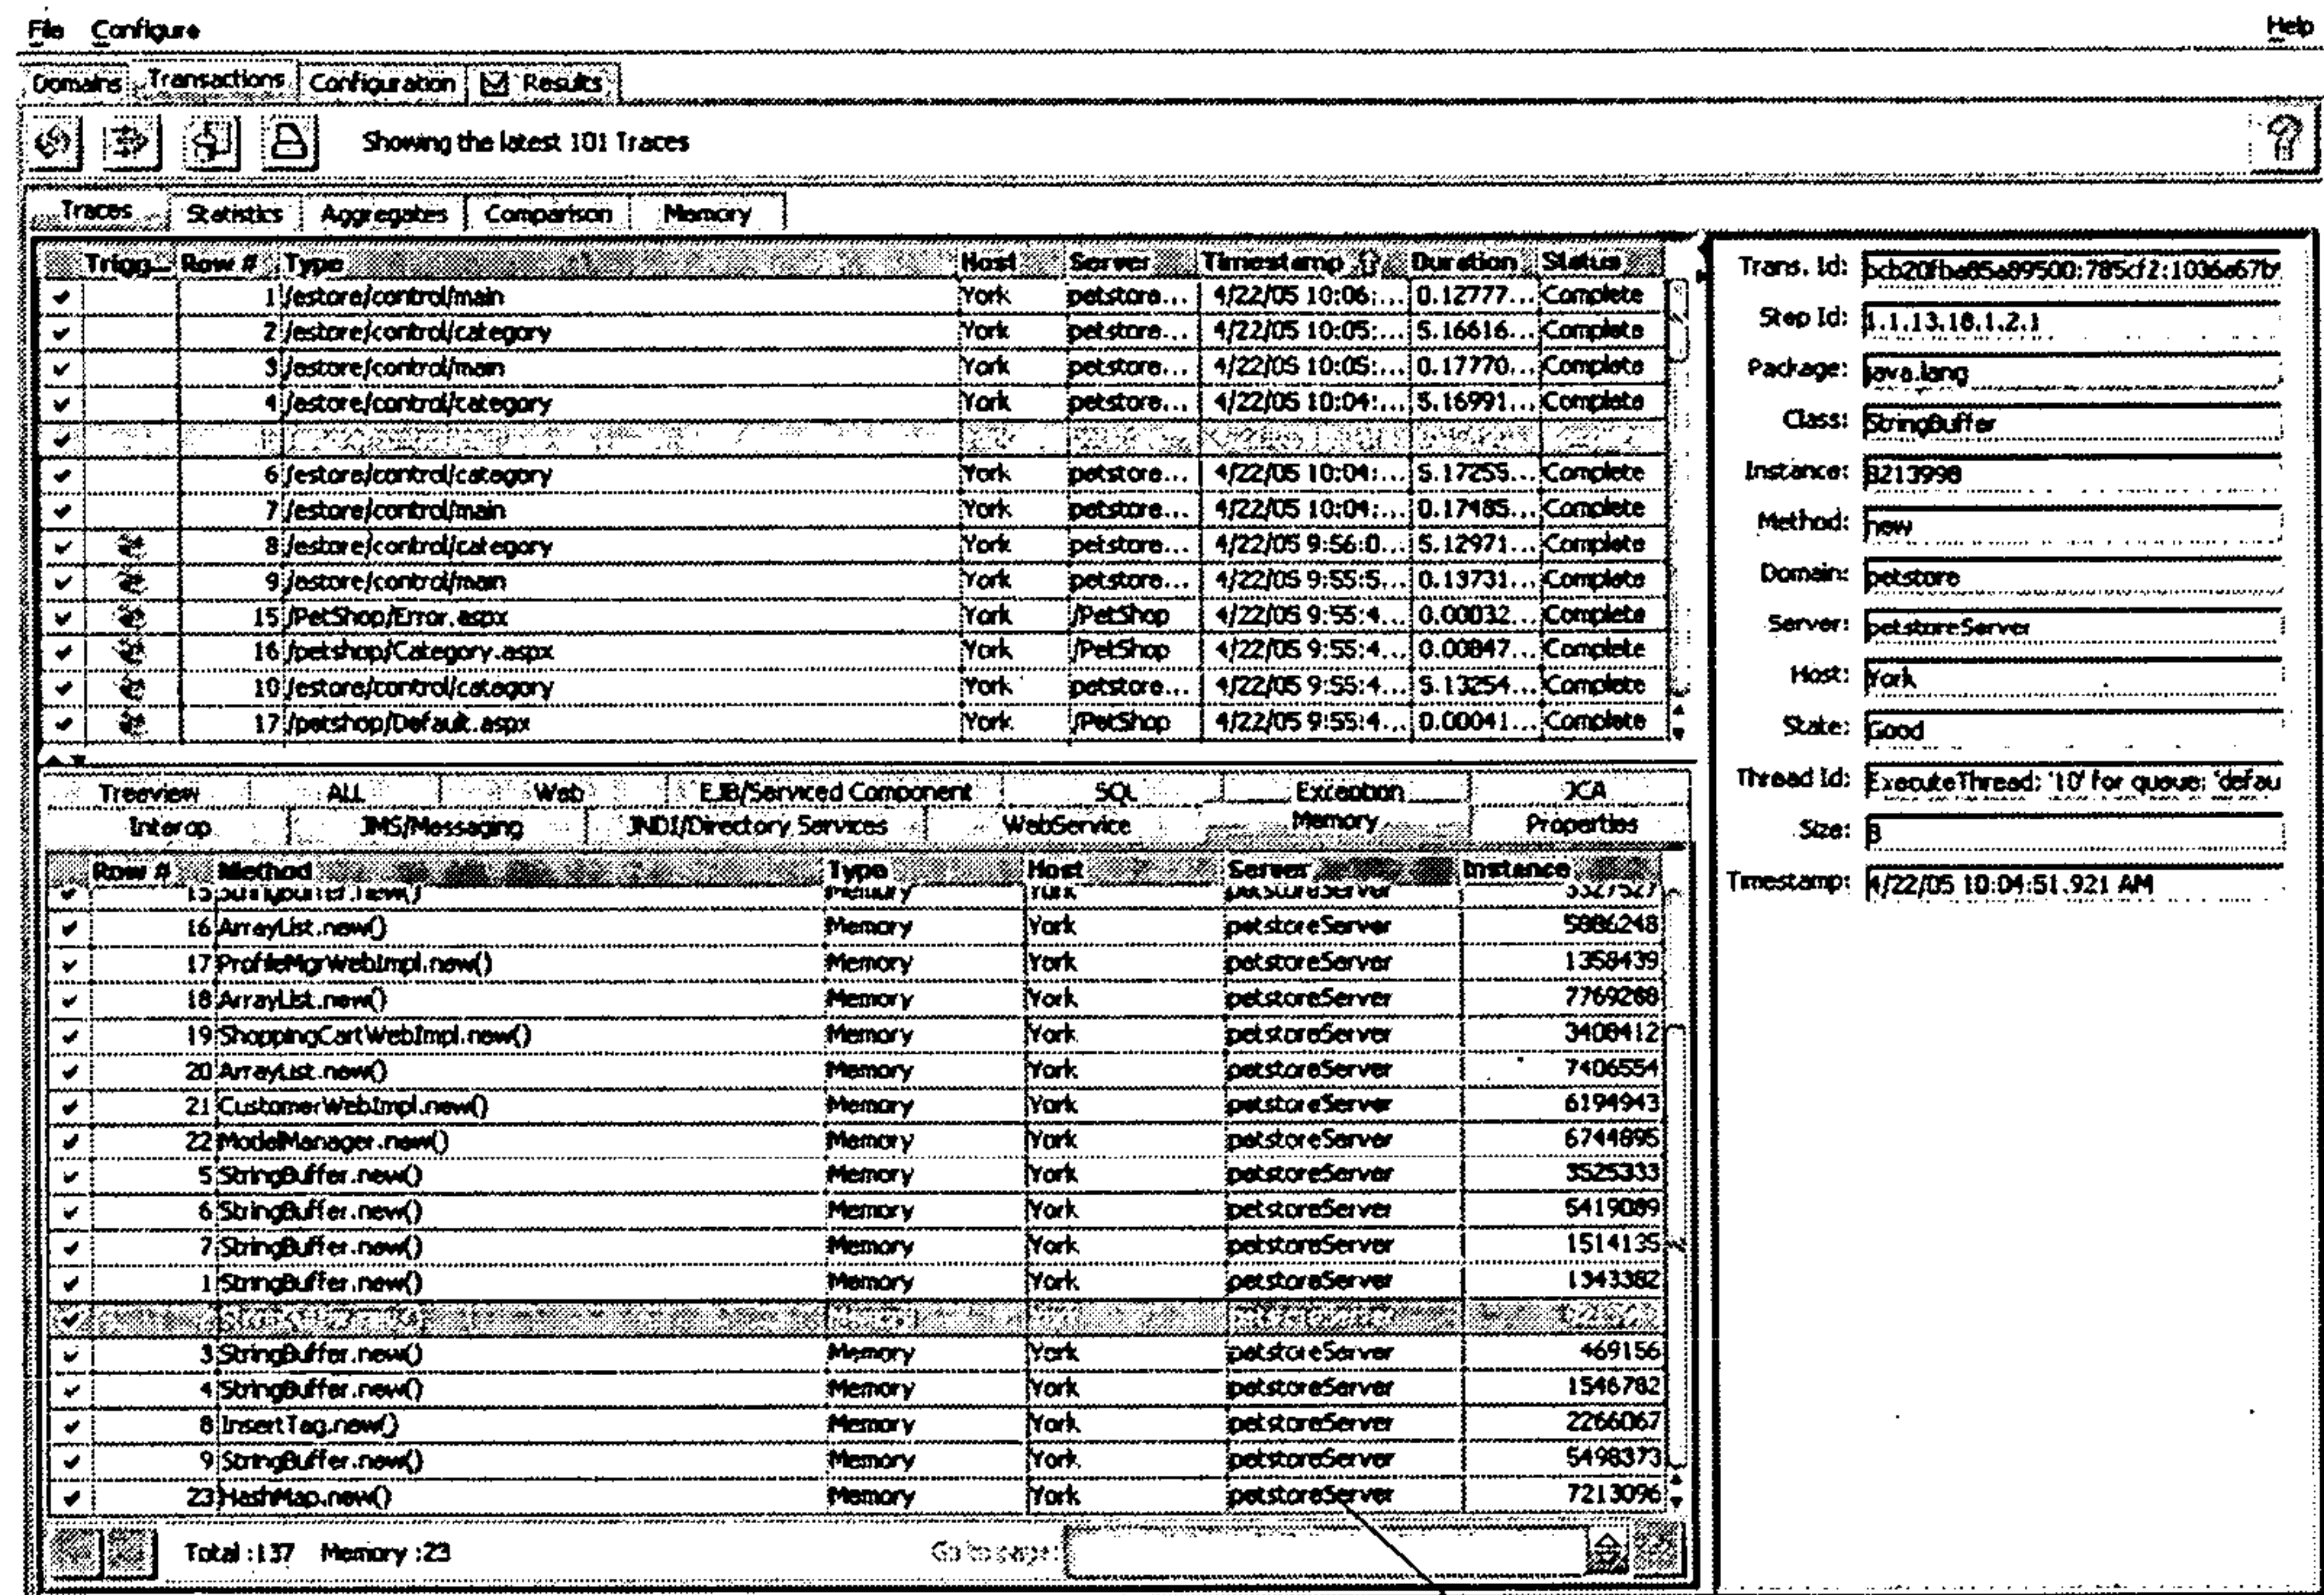 File Configure Help
Domains Transactions Configuration Results
Showing the latest 101 Traces
Traces Statistics Aggregates Comparison Memory
Trigg... Row # Type Host Server Timestamp Duration Status
1 /estore/control/main York petstore... 4/22/05 10:06:... 0.12777... Complete
2 /estore/control/category York petstore... 4/22/05 10:05:... 5.16616... Complete
3 /estore/control/main York petstore... 4/22/05 10:05:... 0.17770... Complete
4 /estore/control/category York petstore... 4/22/05 10:04:... 5.16991... Complete
6 /estore/control/category York petstore... 4/22/05 10:04:... 5.17255... Complete
7 /estore/control/main York petstore... 4/22/05 10:04:... 0.17485... Complete
8 /estore/control/category York petstore... 4/22/05 9:56:0... 5.12971... Complete
9 /estore/control/main York petstore... 4/22/05 9:55:5... 0.13731... Complete
15 /PetShop/Error.aspx York /PetShop 4/22/05 9:55:4... 0.00032... Complete
16 /petshop/Category.aspx York /PetShop 4/22/05 9:55:4... 0.00847... Complete
10 /estore/control/category York petstore... 4/22/05 9:55:4... 5.13254... Complete
17 /petshop/Default.aspx York /PetShop 4/22/05 9:55:4... 0.00041... Complete
Treeview ALL Web EJB/Serviced Component SQL Exception JCA
Interop JMS/Messaging JNDI/Directory Services WebService Memory Properties
Row # Method Type Host Server Instance
15 StringBuffer.new() Memory York petstoreServer
16 ArrayList.new() Memory York petstoreServer 5886248
17 ProfileMgrWebImpl.new() Memory York petstoreServer 1358439
18 ArrayList.new() Memory York petstoreServer 7769268
19 ShoppingCartWebImpl.new() Memory York petstoreServer 3408412
20 ArrayList.new() Memory York petstoreServer 7406554
21 CustomerWebImpl.new() Memory York petstoreServer 6194943
22 ModelManager.new() Memory York petstoreServer 6744895
5 StringBuffer.new() Memory York petstoreServer 3525333
6 StringBuffer.new() Memory York petstoreServer 5419089
7 StringBuffer.new() Memory York petstoreServer 1514135
1 StringBuffer.new() Memory York petstoreServer 1343382
3 StringBuffer.new() Memory York petstoreServer 469156
4 StringBuffer.new() Memory York petstoreServer 1546782
8 InsertTag.new() Memory York petstoreServer 2266067
9 StringBuffer.new() Memory York petstoreServer 5498373
23 HashMap.new() Memory York petstoreServer 7213096
Total :137 Memory :23 Go to page:
Trans. Id:
Step Id: 1.1.13.18.1.2.1
Package: java.lang
Class: StringBuffer
Instance: 8213998
Method: new
Domain: petstore
Server: petstoreServer
Host: York
State: Good
Thread Id: ExecuteThread: '10' for queue: 'defau
Size: 8
Timestamp: 4/22/05 10:04:51.921 AM